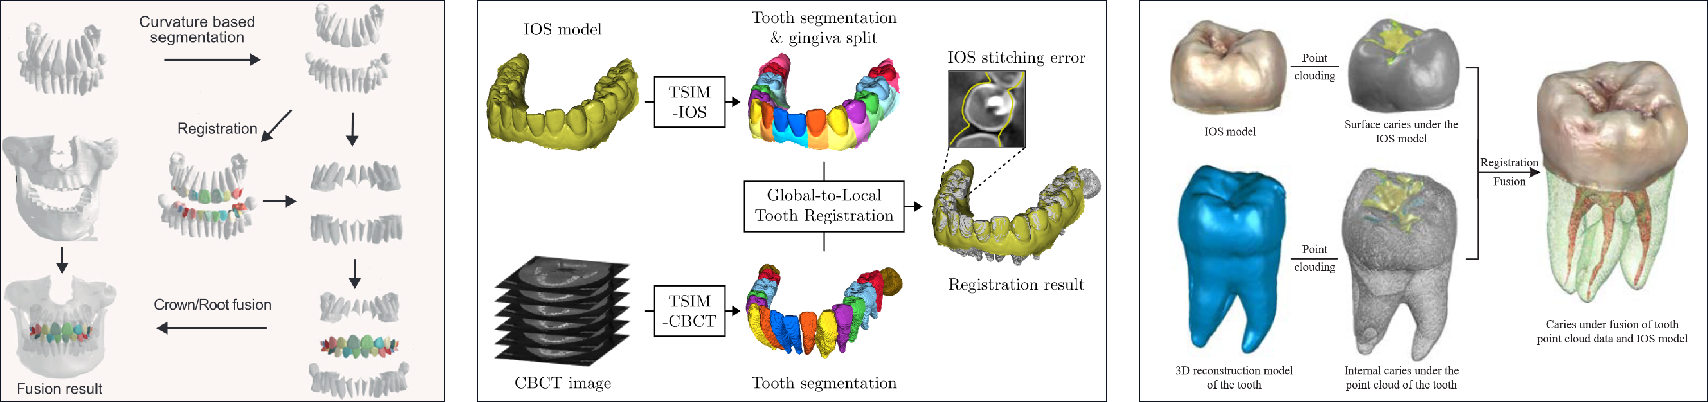 Curvature based
segmentation
Registration
Crown/Root fusion
Fusion result
IOS model
Tooth segmentation
& gingiva split
TSIM
-IOS
IOS stitching error
Global-to-Local
Tooth Registration
Registration result
TSIM
-CBCT
CBCT image
Tooth segmentation
Point
clouding
IOS model
Surface caries under the
IOS model
Registration
Fusion
Point
clouding
3D reconstruction model
of the tooth
Internal caries under the
point cloud of the tooth
Caries under fusion of tooth
point cloud data and IOS model